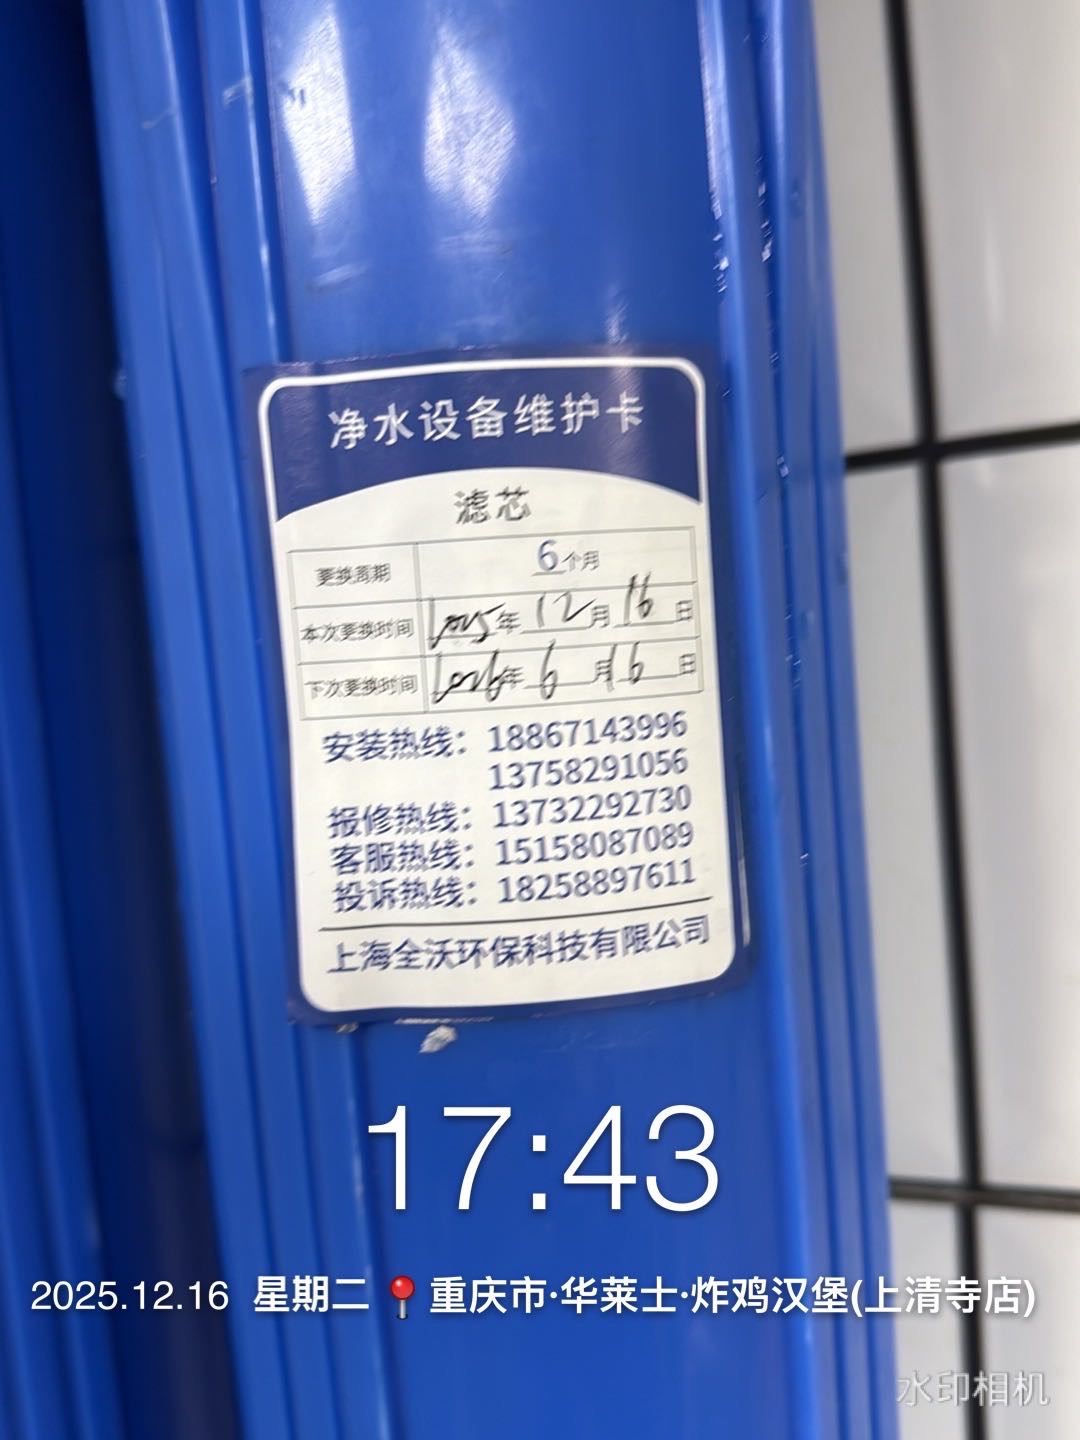 净水设备维护卡
滤芯
更换周期 6个月
本次更换时间 2025年12月16日
下次更换时间 2026年6月16日
安装热线：18867143996
13758291056
报修热线：13732292730
客服热线：15158087089
投诉热线：18258897611
上海全沃环保科技有限公司
17:43
2025.12.16 星期二 📍重庆市·华莱士·炸鸡汉堡(上清寺店)
水印相机